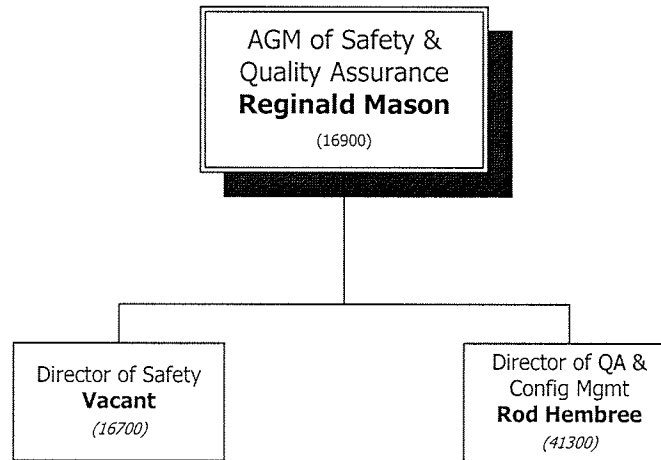 AGM of Safety &
Quality Assurance
Reginald Mason
(16900)
Director of Safety
Vacant
(16700)
Director of QA &
Config Mgmt
Rod Hembree
(41300)